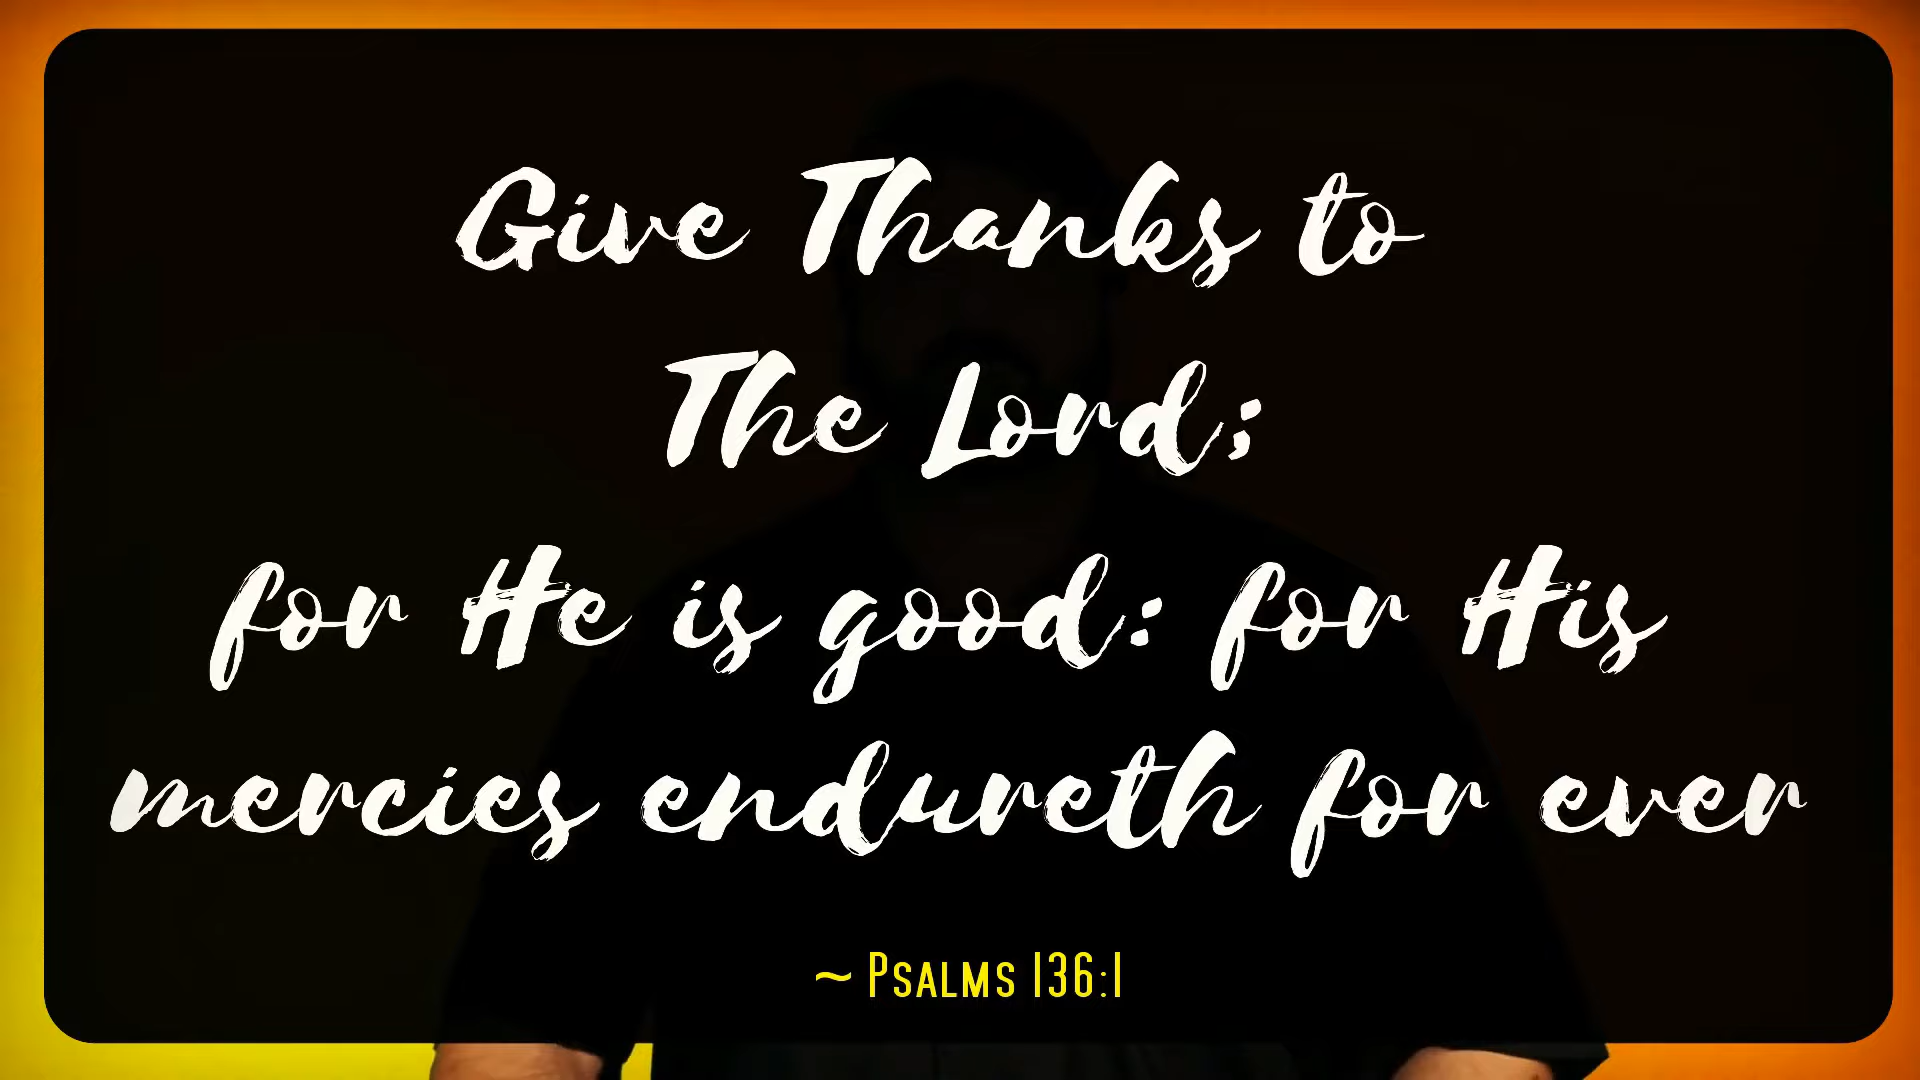 Give Thanks to
The Lord;
for He is good: for His
mercies endureth for ever
~ Psalms 136:1